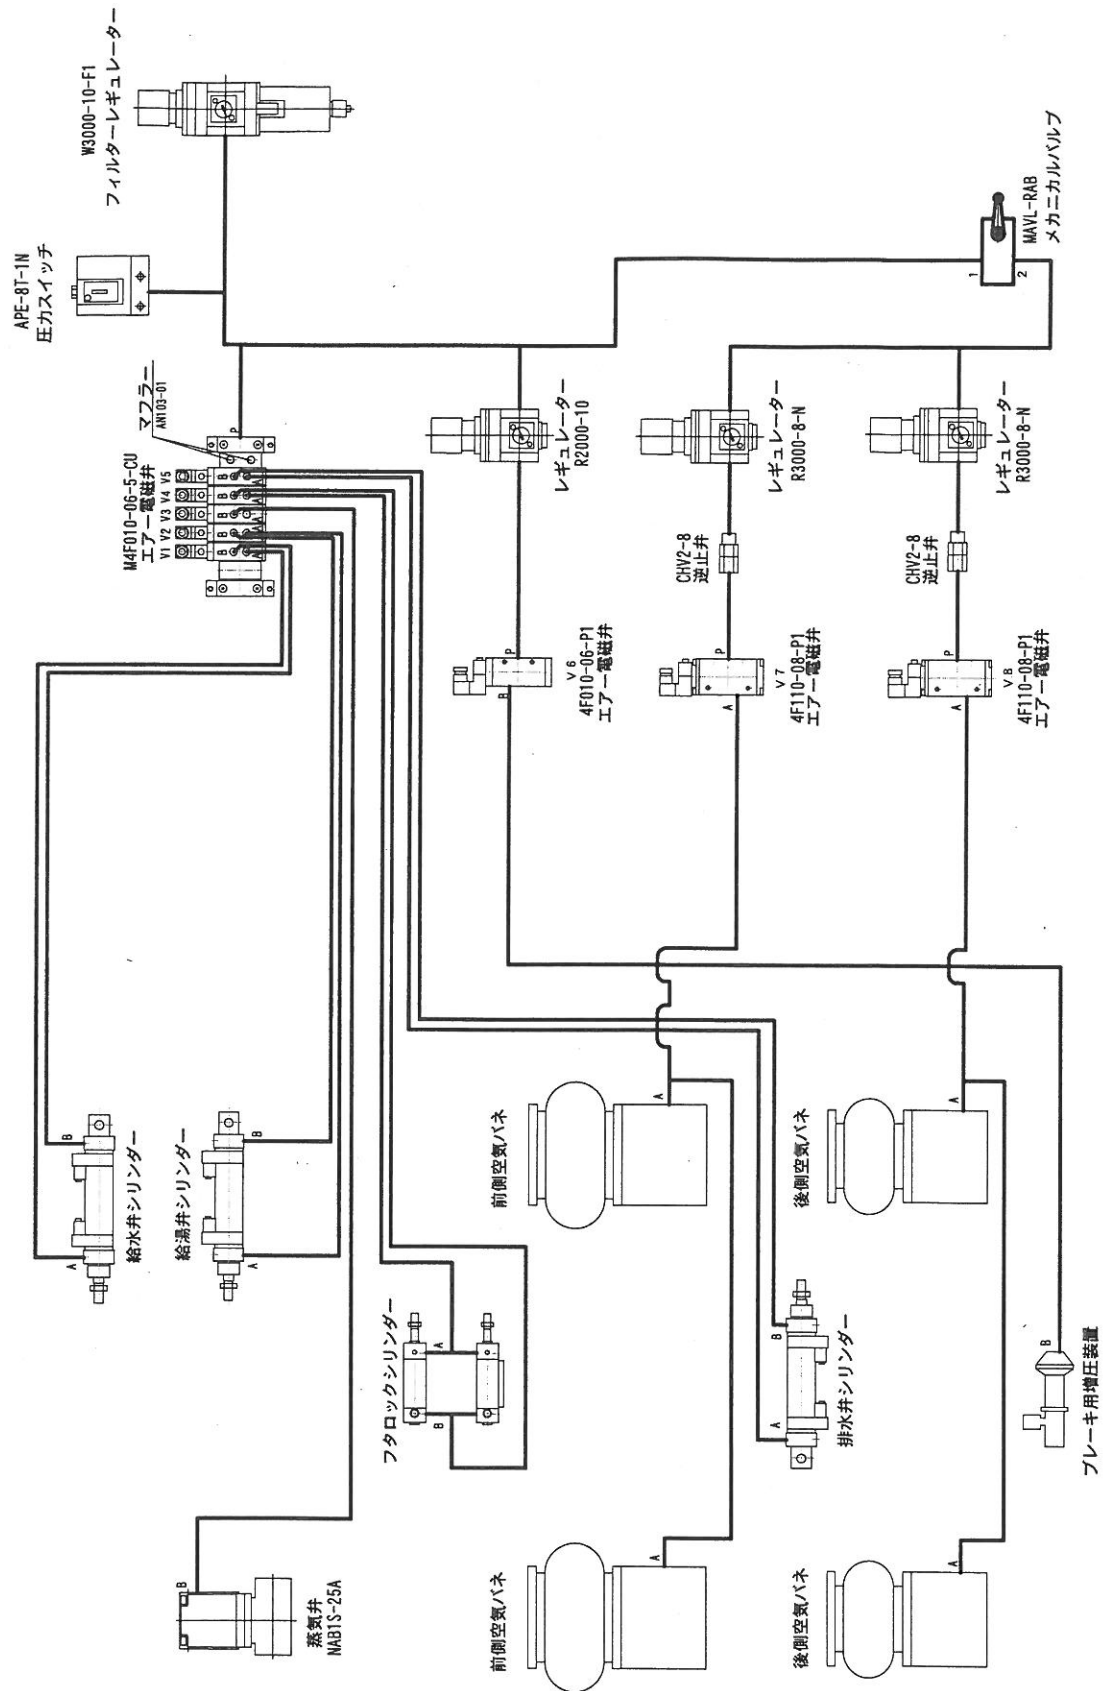 W3000-10-F1
フィルターレギュレーター
APE-8T-1N
圧力スイッチ
マフラー
AN103-01
P
M4F010-06-5-CU
エアー電磁弁
V1 V2 V3 V4 V5
B B B B B
A A A A A
MAVL-RAB
メカニカルバルブ
1
2
レギュレーター
R2000-10
レギュレーター
R3000-8-N
レギュレーター
R3000-8-N
CHV2-8
逆止弁
CHV2-8
逆止弁
P
B
V6
4F010-06-P1
エアー電磁弁
P
A
V7
4F110-08-P1
エアー電磁弁
P
A
V8
4F110-08-P1
エアー電磁弁
A
B
給水弁シリンダー
給湯弁シリンダー
A
B
フタロックシリンダー
A
B
前側空気バネ
A
後側空気バネ
A
A
B
排水弁シリンダー
B
ブレーキ用増圧装置
B
蒸気弁
NAB1S-25A
前側空気バネ
A
後側空気バネ
A